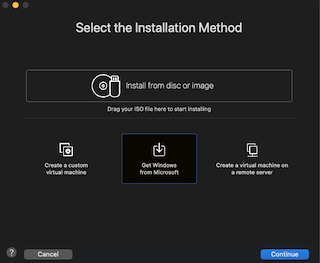 Select the Installation Method
Install from disc or image
Drag your ISO file here to start installing
Create a custom
virtual machine
Get Windows
from Microsoft
Create a virtual machine on
a remote server
?
Cancel
Continue